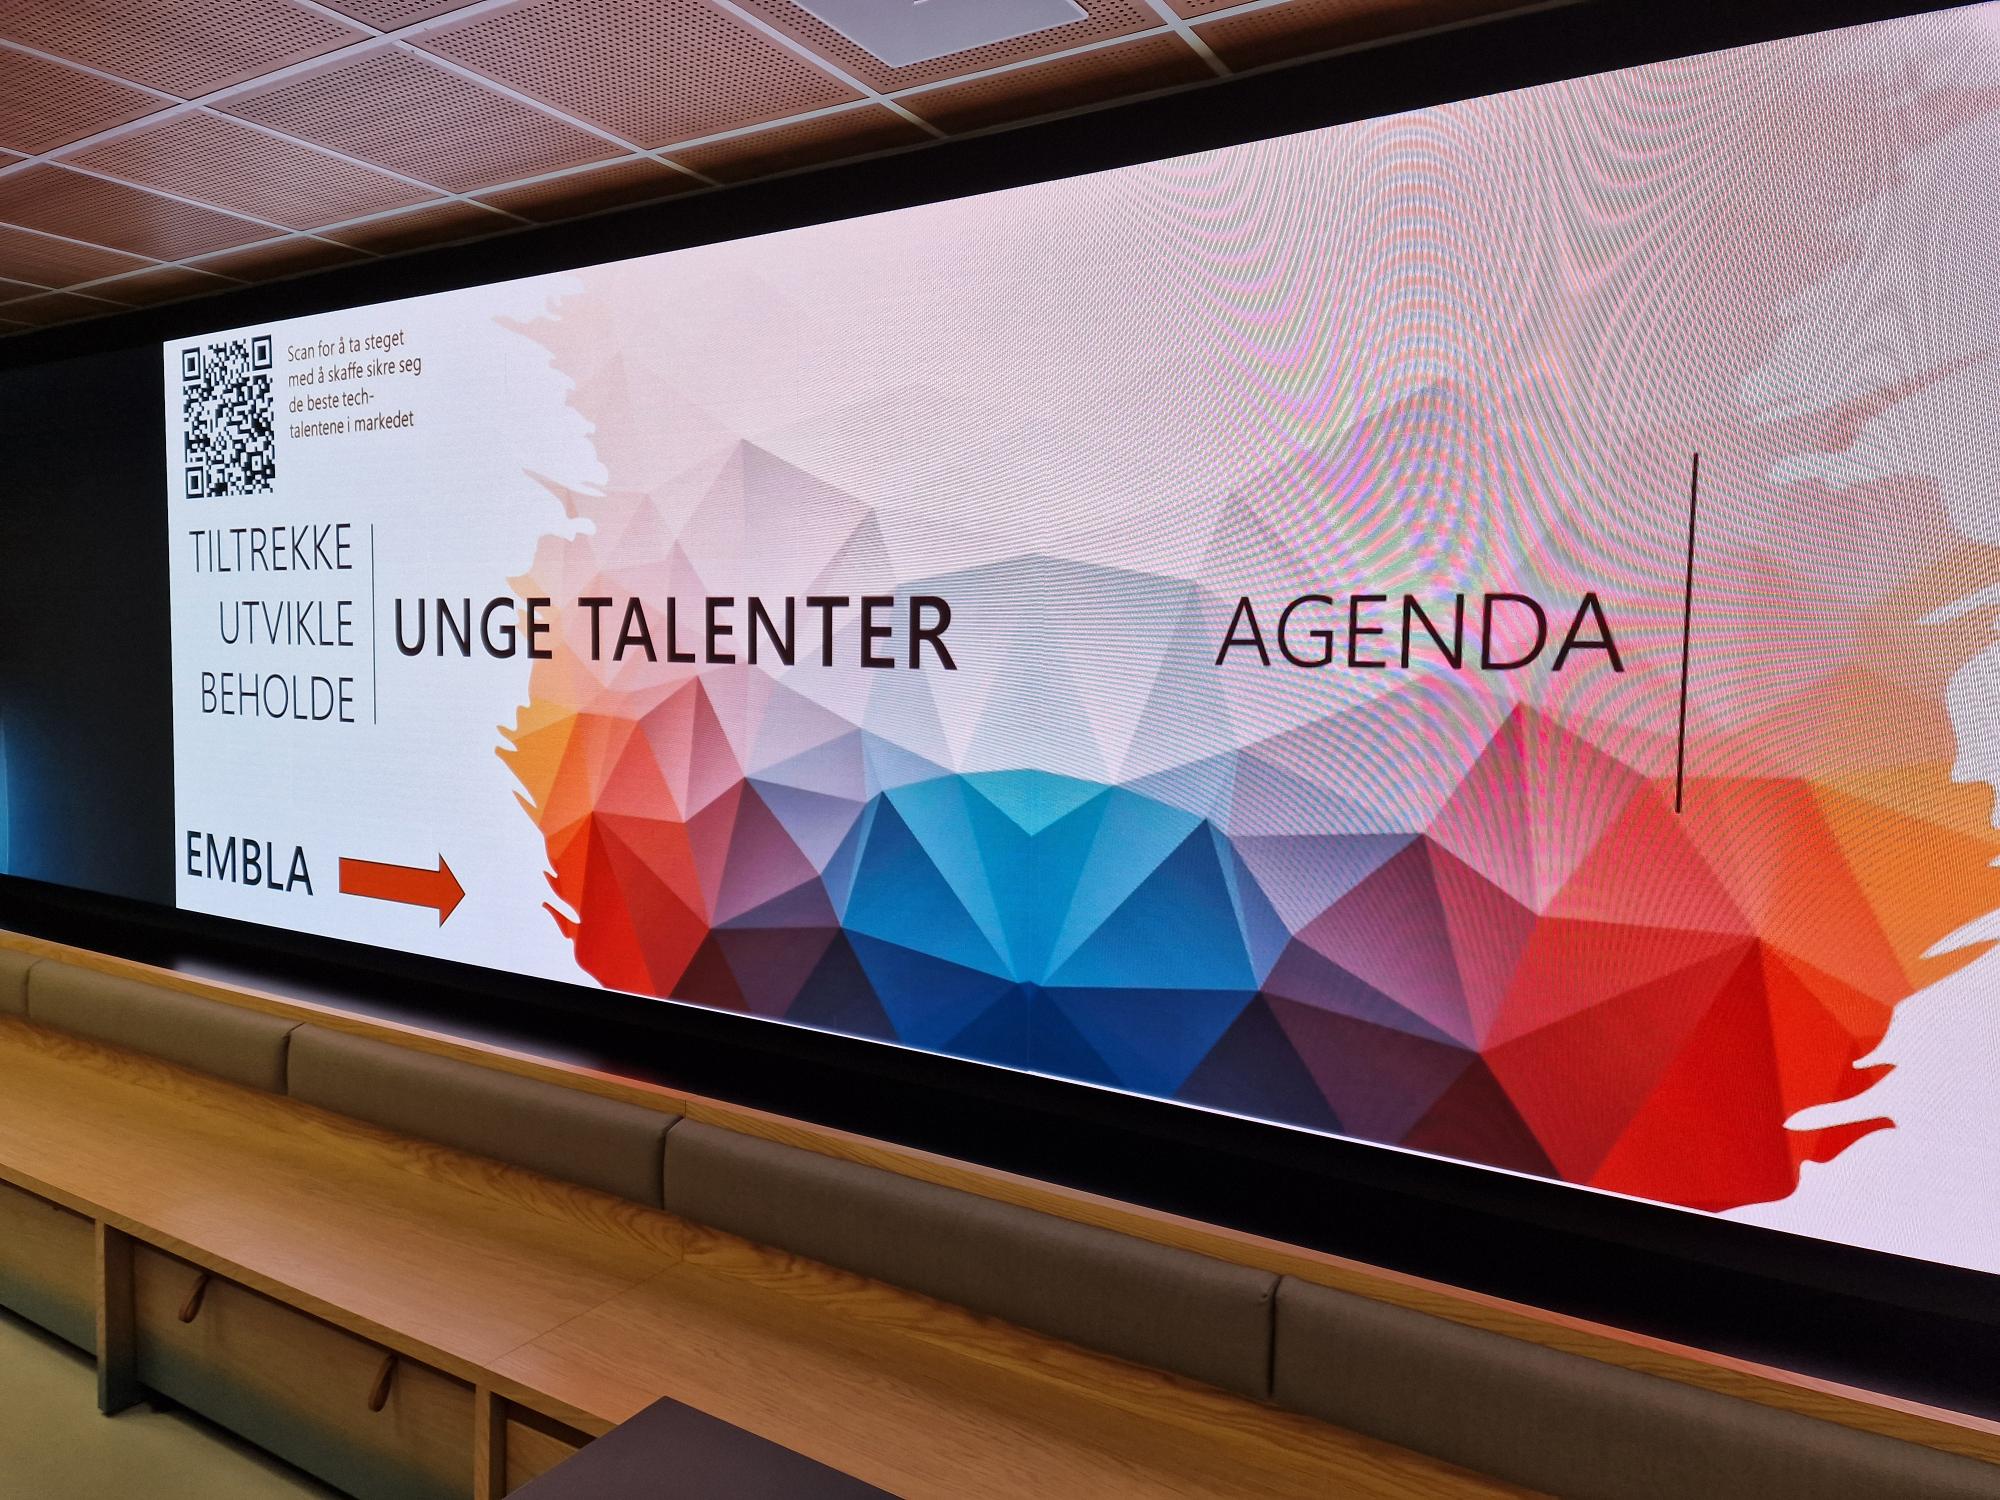 Scan for å ta steget
med å skaffe sikre seg
de beste tech-
talentene i markedet
TILTREKKE
UTVIKLE
BEHOLDE
UNGE TALENTER
AGENDA
EMBLA